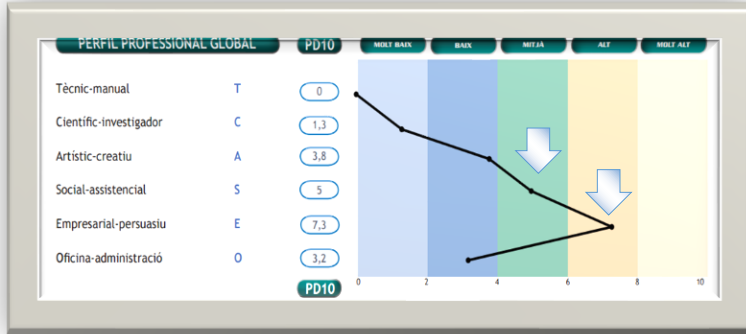 PERFIL PROFESSIONAL GLOBAL PD10 MOLT BAIX BAIX MITJÀ ALT MOLT ALT
Tècnic-manual T 0
Científic-investigador C 1,3
Artístic-creatiu A 3,8
Social-assistencial S 5
Empresarial-persuasiu E 7,3
Oficina-administració O 3,2
PD10 0 2 4 6 8 10